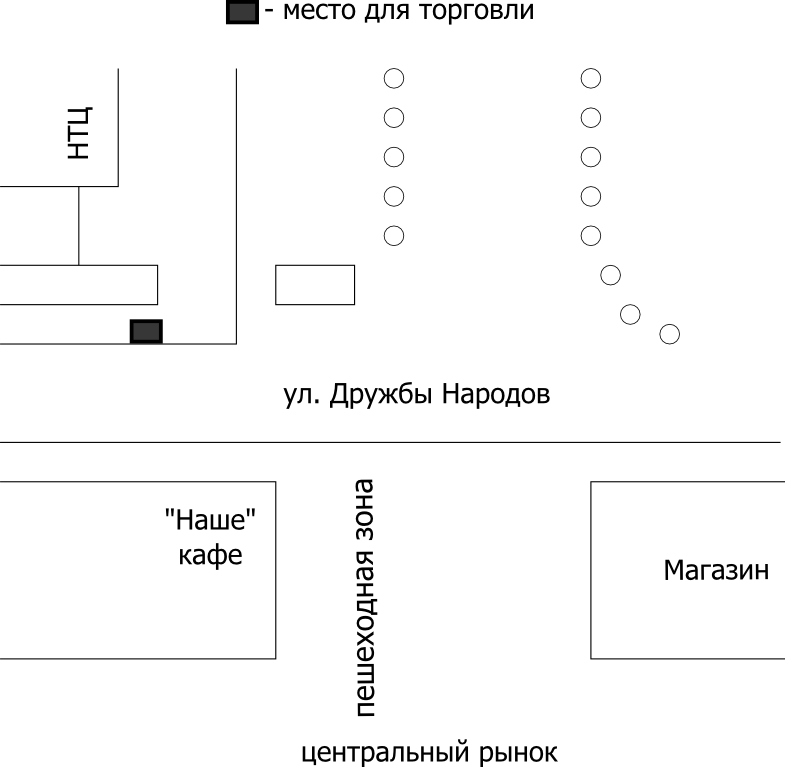 - место для торговли
НТЦ
ул. Дружбы Народов
"Наше"
кафе
пешеходная зона
Магазин
центральный рынок